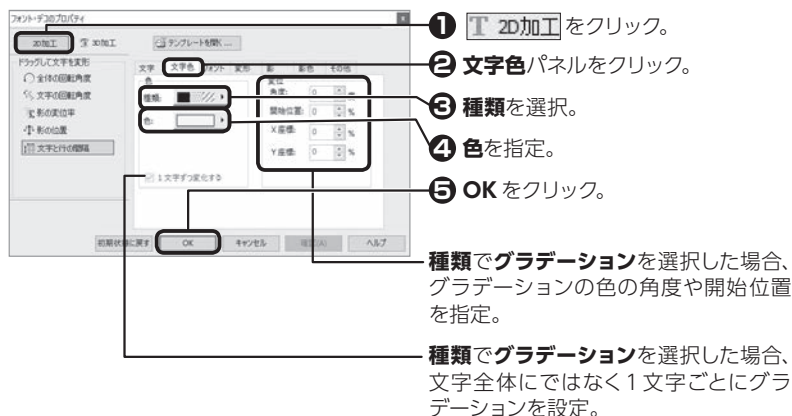 フォント・デコのプロパティ
2D加工 3D加工 テンプレートを開く ...
ドラッグして文字を変形
全体の回転角度
文字の回転角度
影の変位率
影の位置
文字と行の間隔
文字 文字色 フォント 変形 影 影色 その他
色
種類:
色:
1文字ずつ変化する
変位
角度: 0
開始位置: 0 %
X座標: 0 %
Y座標: 0 %
初期状態に戻す OK キャンセル ヘルプ
❶ T 2D加工 をクリック。
❷ 文字色パネルをクリック。
❸ 種類を選択。
❹ 色を指定。
❺ OK をクリック。
種類でグラデーションを選択した場合、
グラデーションの色の角度や開始位置
を指定。
種類でグラデーションを選択した場合、
文字全体にではなく1文字ごとにグラ
デーションを設定。